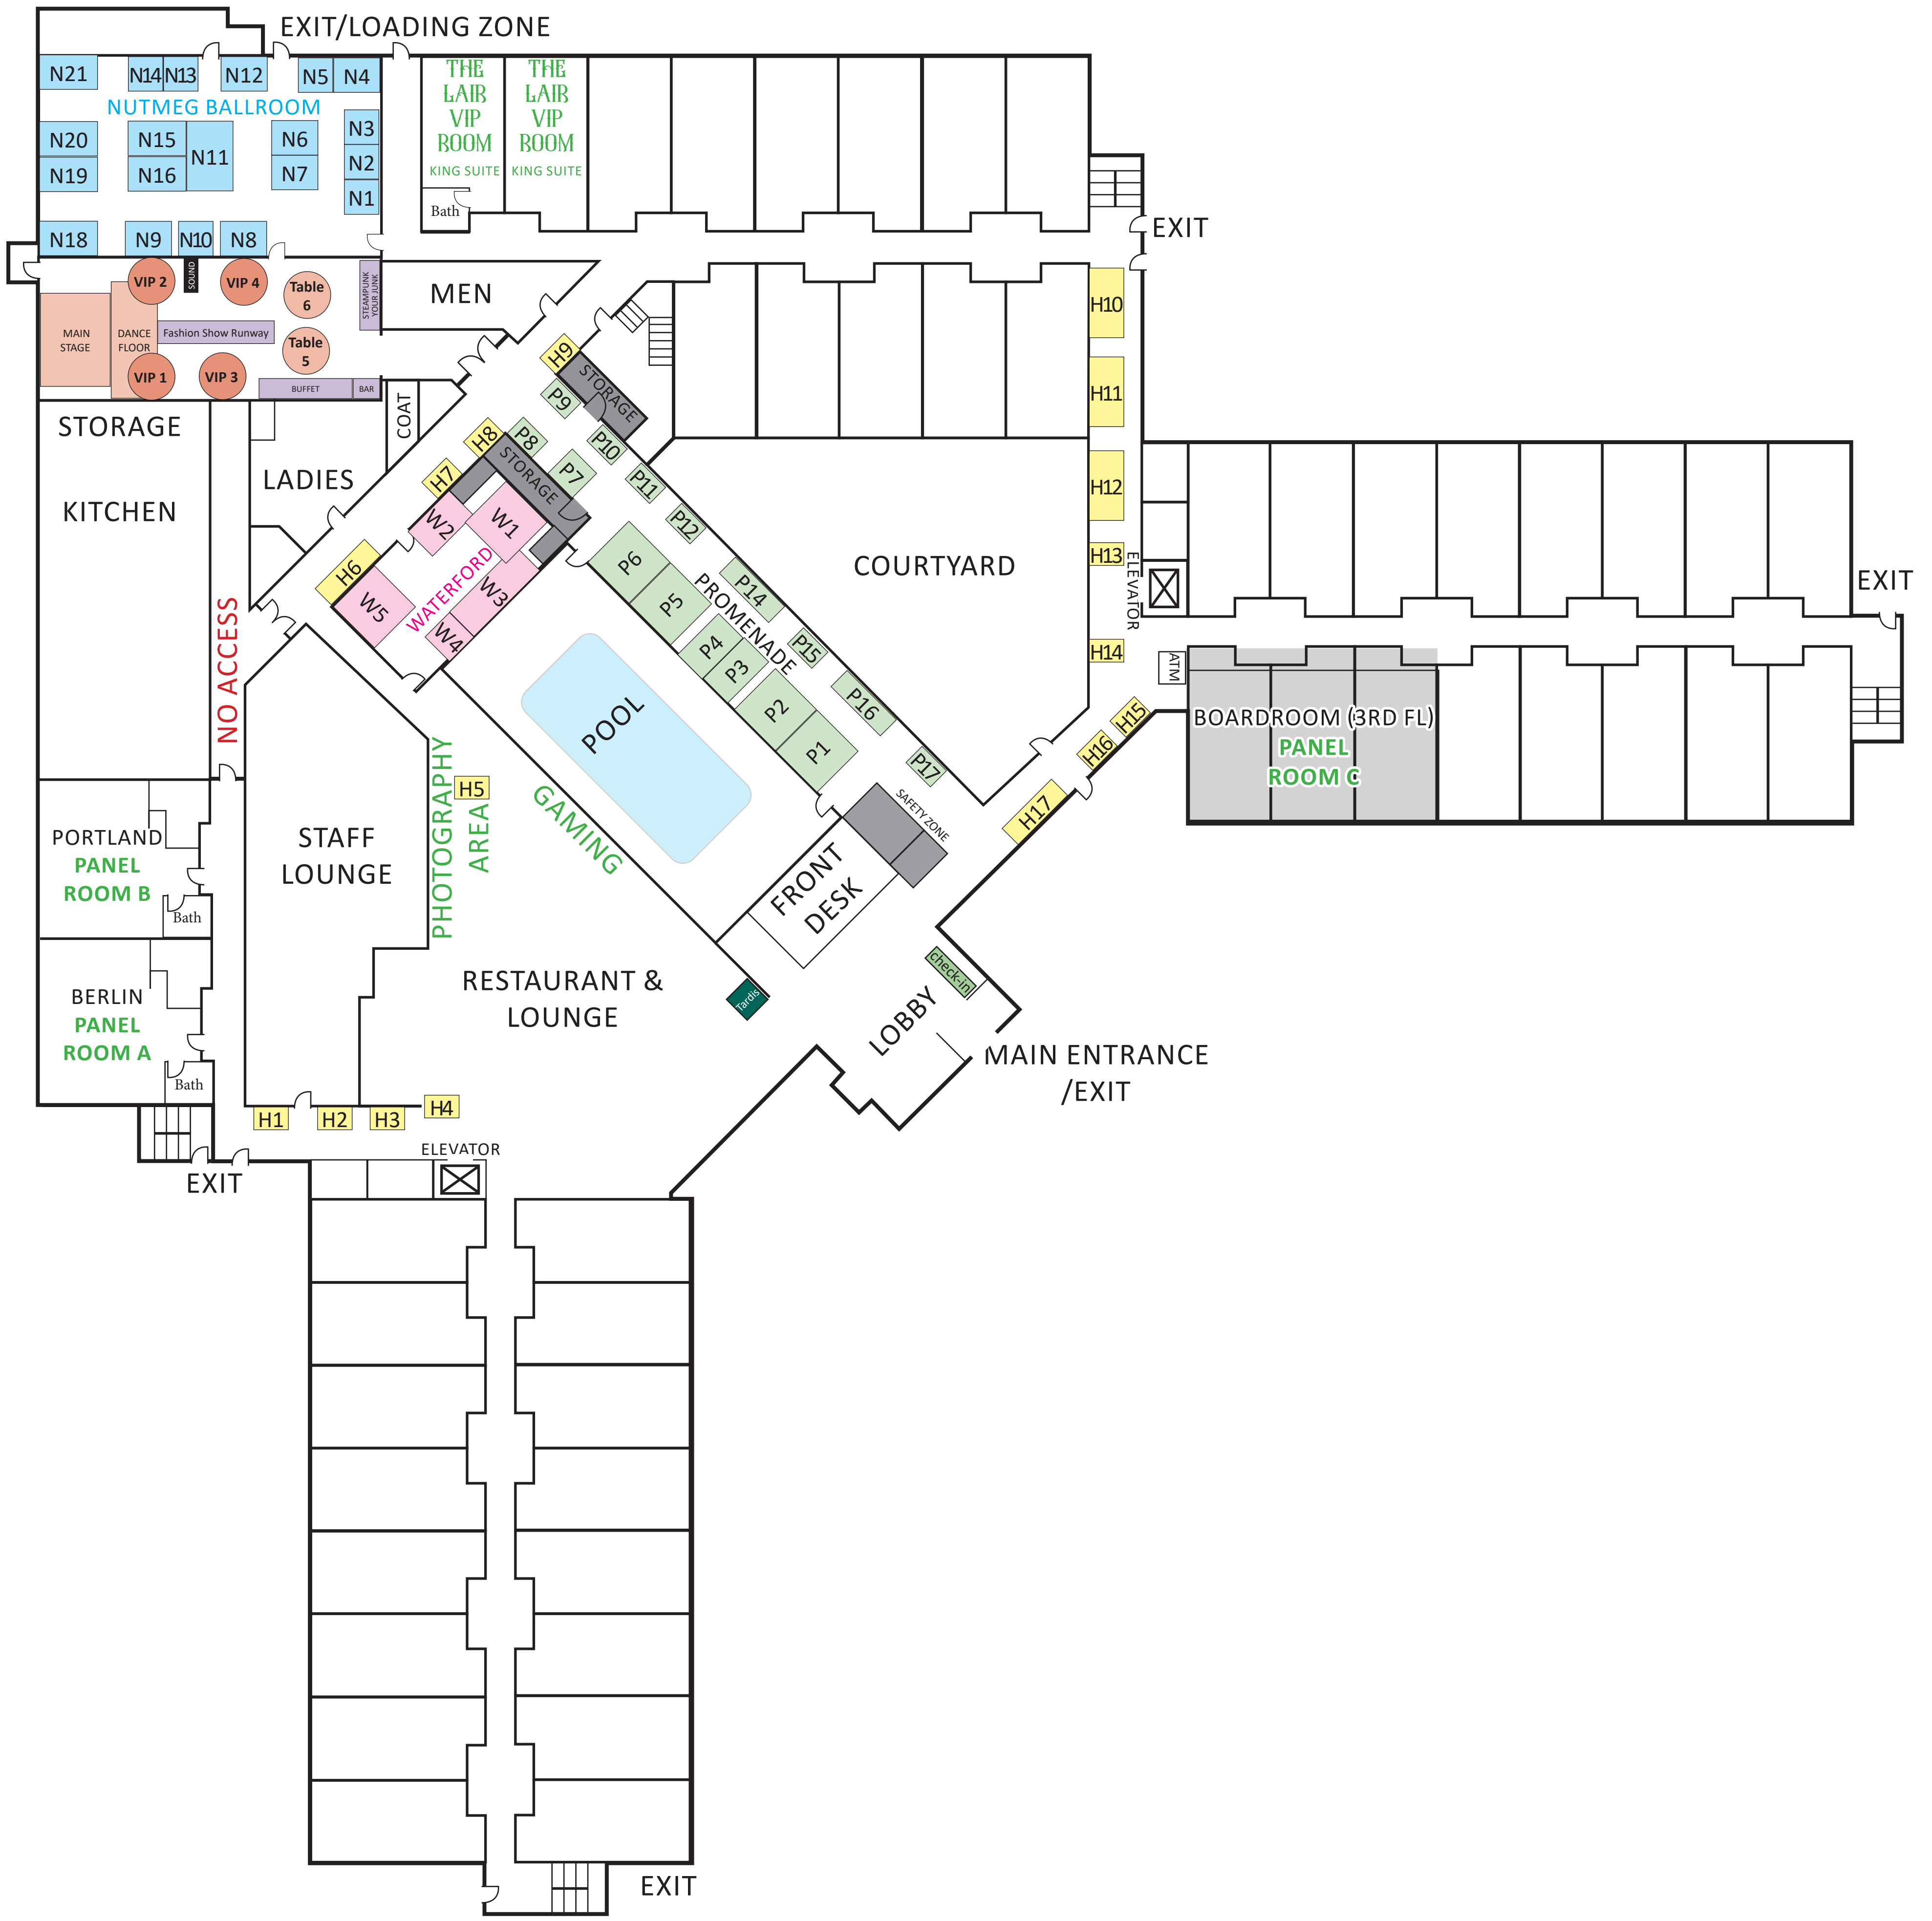 EXIT/LOADING ZONE
N21
N14
N13
N12
N5
N4
NUTMEG BALLROOM
N20
N15
N11
N6
N3
N19
N16
N7
N2
N1
N18
N9
N10
N8
THE
LAIR
VIP
ROOM
KING SUITE
THE
LAIR
VIP
ROOM
KING SUITE
Bath
EXIT
VIP 2
SOUND
VIP 4
Table
6
STEAMPUNK
YOUR JUNK
MEN
MAIN
STAGE
DANCE
FLOOR
Fashion Show Runway
Table
5
VIP 1
VIP 3
BUFFET
BAR
STORAGE
KITCHEN
COAT
LADIES
NO ACCESS
H9
STORAGE
P9
H8
P8
STORAGE
P7
P10
P11
P12
H7
W2
W1
WATERFORD
H6
W5
W3
W4
P6
P5
P4
P3
P2
P1
PROMENADE
P14
P15
P16
P17
COURTYARD
H10
H11
H12
H13
ELEVATOR
H14
ATM
H15
H16
H17
EXIT
BOARDROOM (3RD FL)
PANEL
ROOM C
POOL
GAMING
PHOTOGRAPHY
AREA
H5
STAFF
LOUNGE
PORTLAND
PANEL
ROOM B
Bath
BERLIN
PANEL
ROOM A
Bath
SAFETY ZONE
FRONT
DESK
RESTAURANT &
LOUNGE
Tardis
check-in
LOBBY
MAIN ENTRANCE
/EXIT
H1
H2
H3
H4
ELEVATOR
EXIT
EXIT